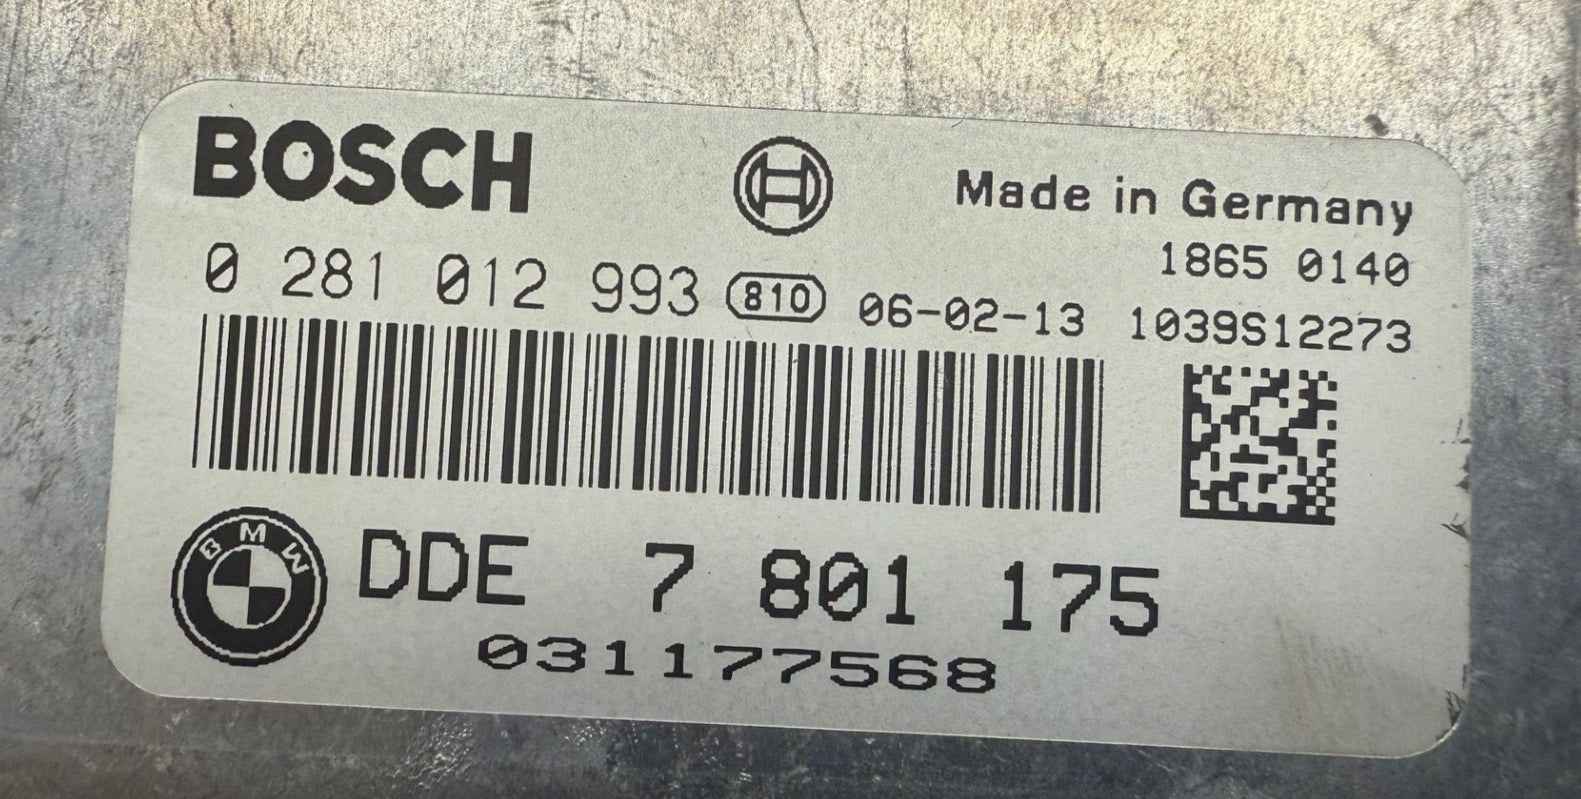 BOSCH
Made in Germany
1865 0140
0 281 012 993 810 06-02-13 1039S12273
BMW
DDE 7 801 175
031177568